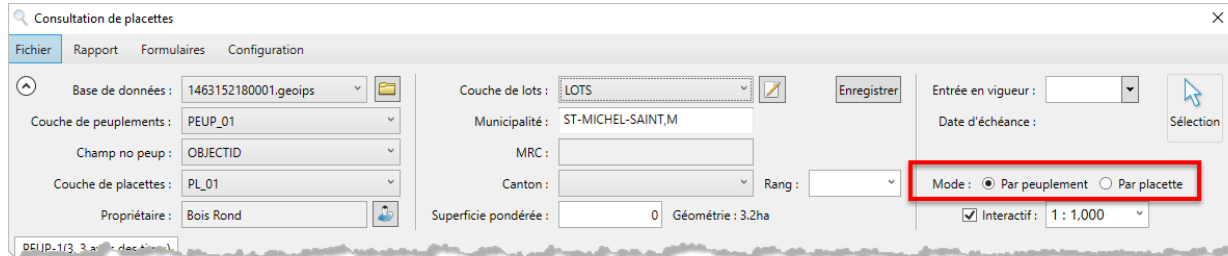 Consultation de placettes
Fichier Rapport Formulaires Configuration
Base de données : 1463152180001.geoips Couche de lots : LOTS Enregistrer Entrée en vigueur :
Couche de peuplements : PEUP_01 Municipalité : ST-MICHEL-SAINT,M Date d'échéance : Sélection
Champ no peup : OBJECTID MRC :
Couche de placettes : PL_01 Canton : Rang : Mode : Par peuplement Par placette
Propriétaire : Bois Rond Superficie pondérée : 0 Géométrie : 3.2ha Interactif : 1 : 1,000